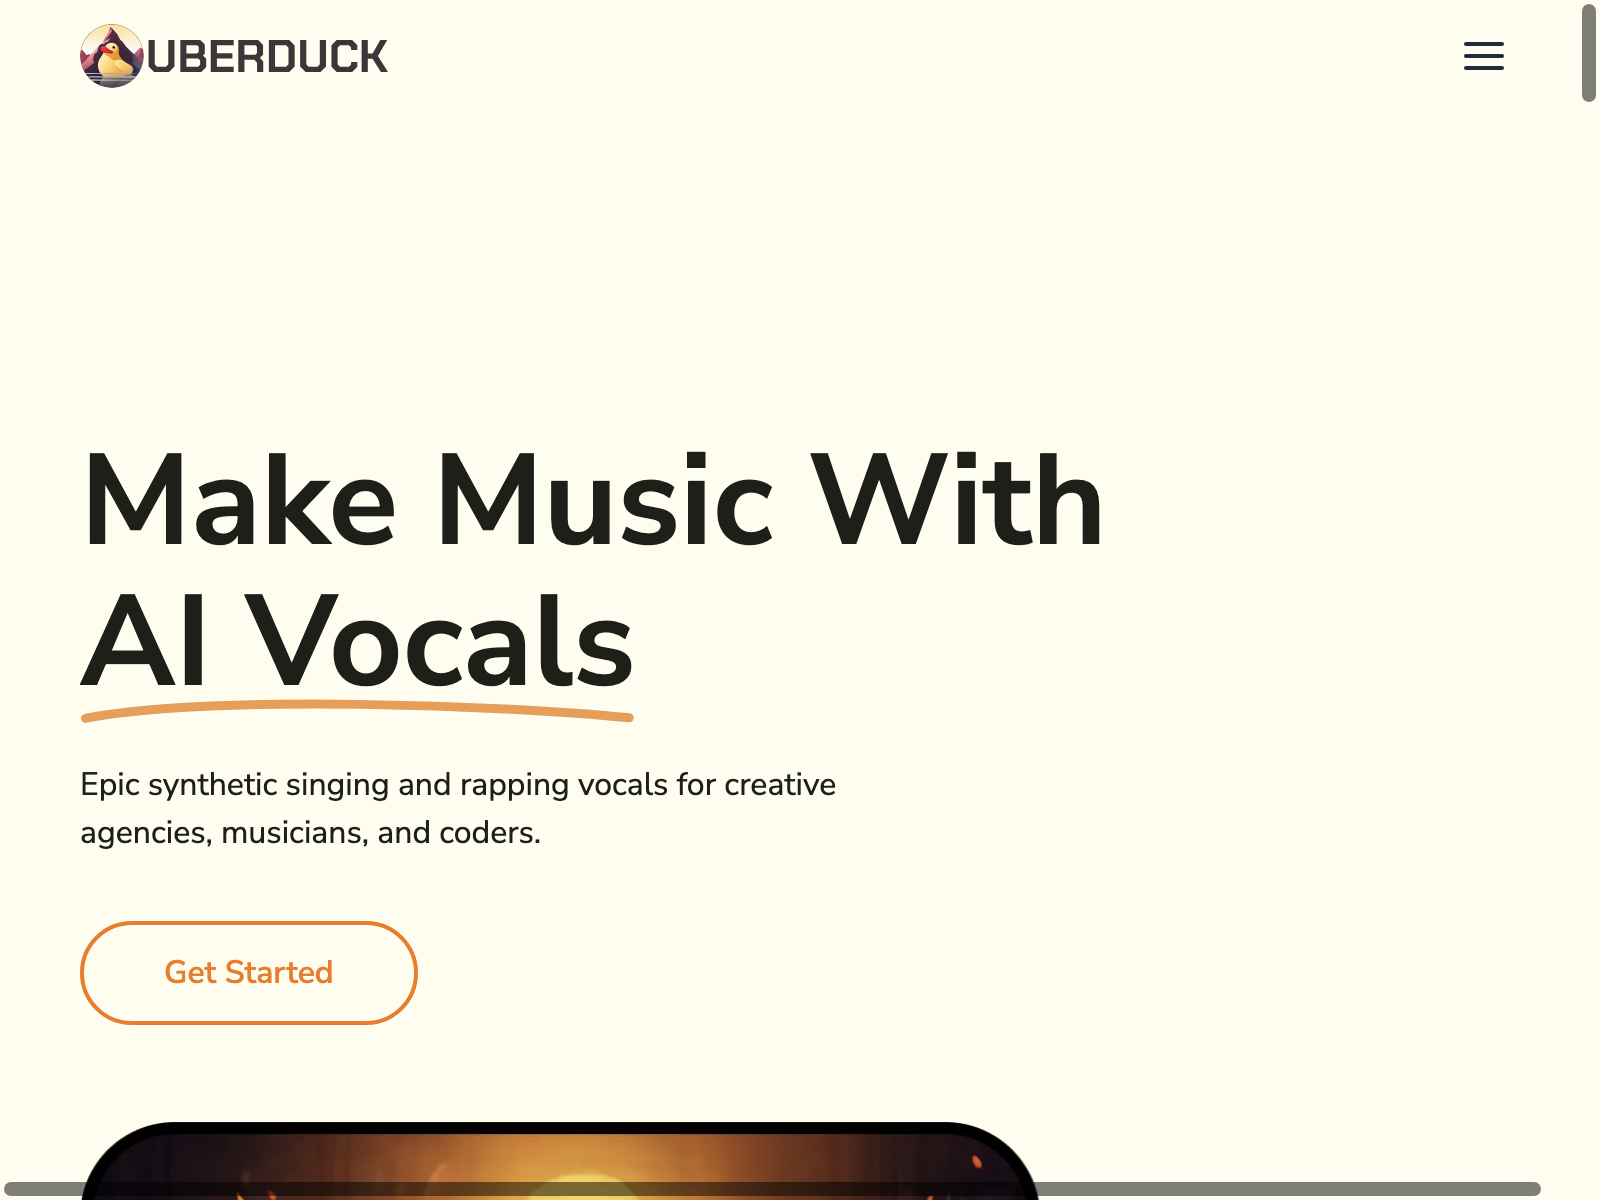 UBERDUCK
Make Music With
AI Vocals
Epic synthetic singing and rapping vocals for creative
agencies, musicians, and coders.
Get Started